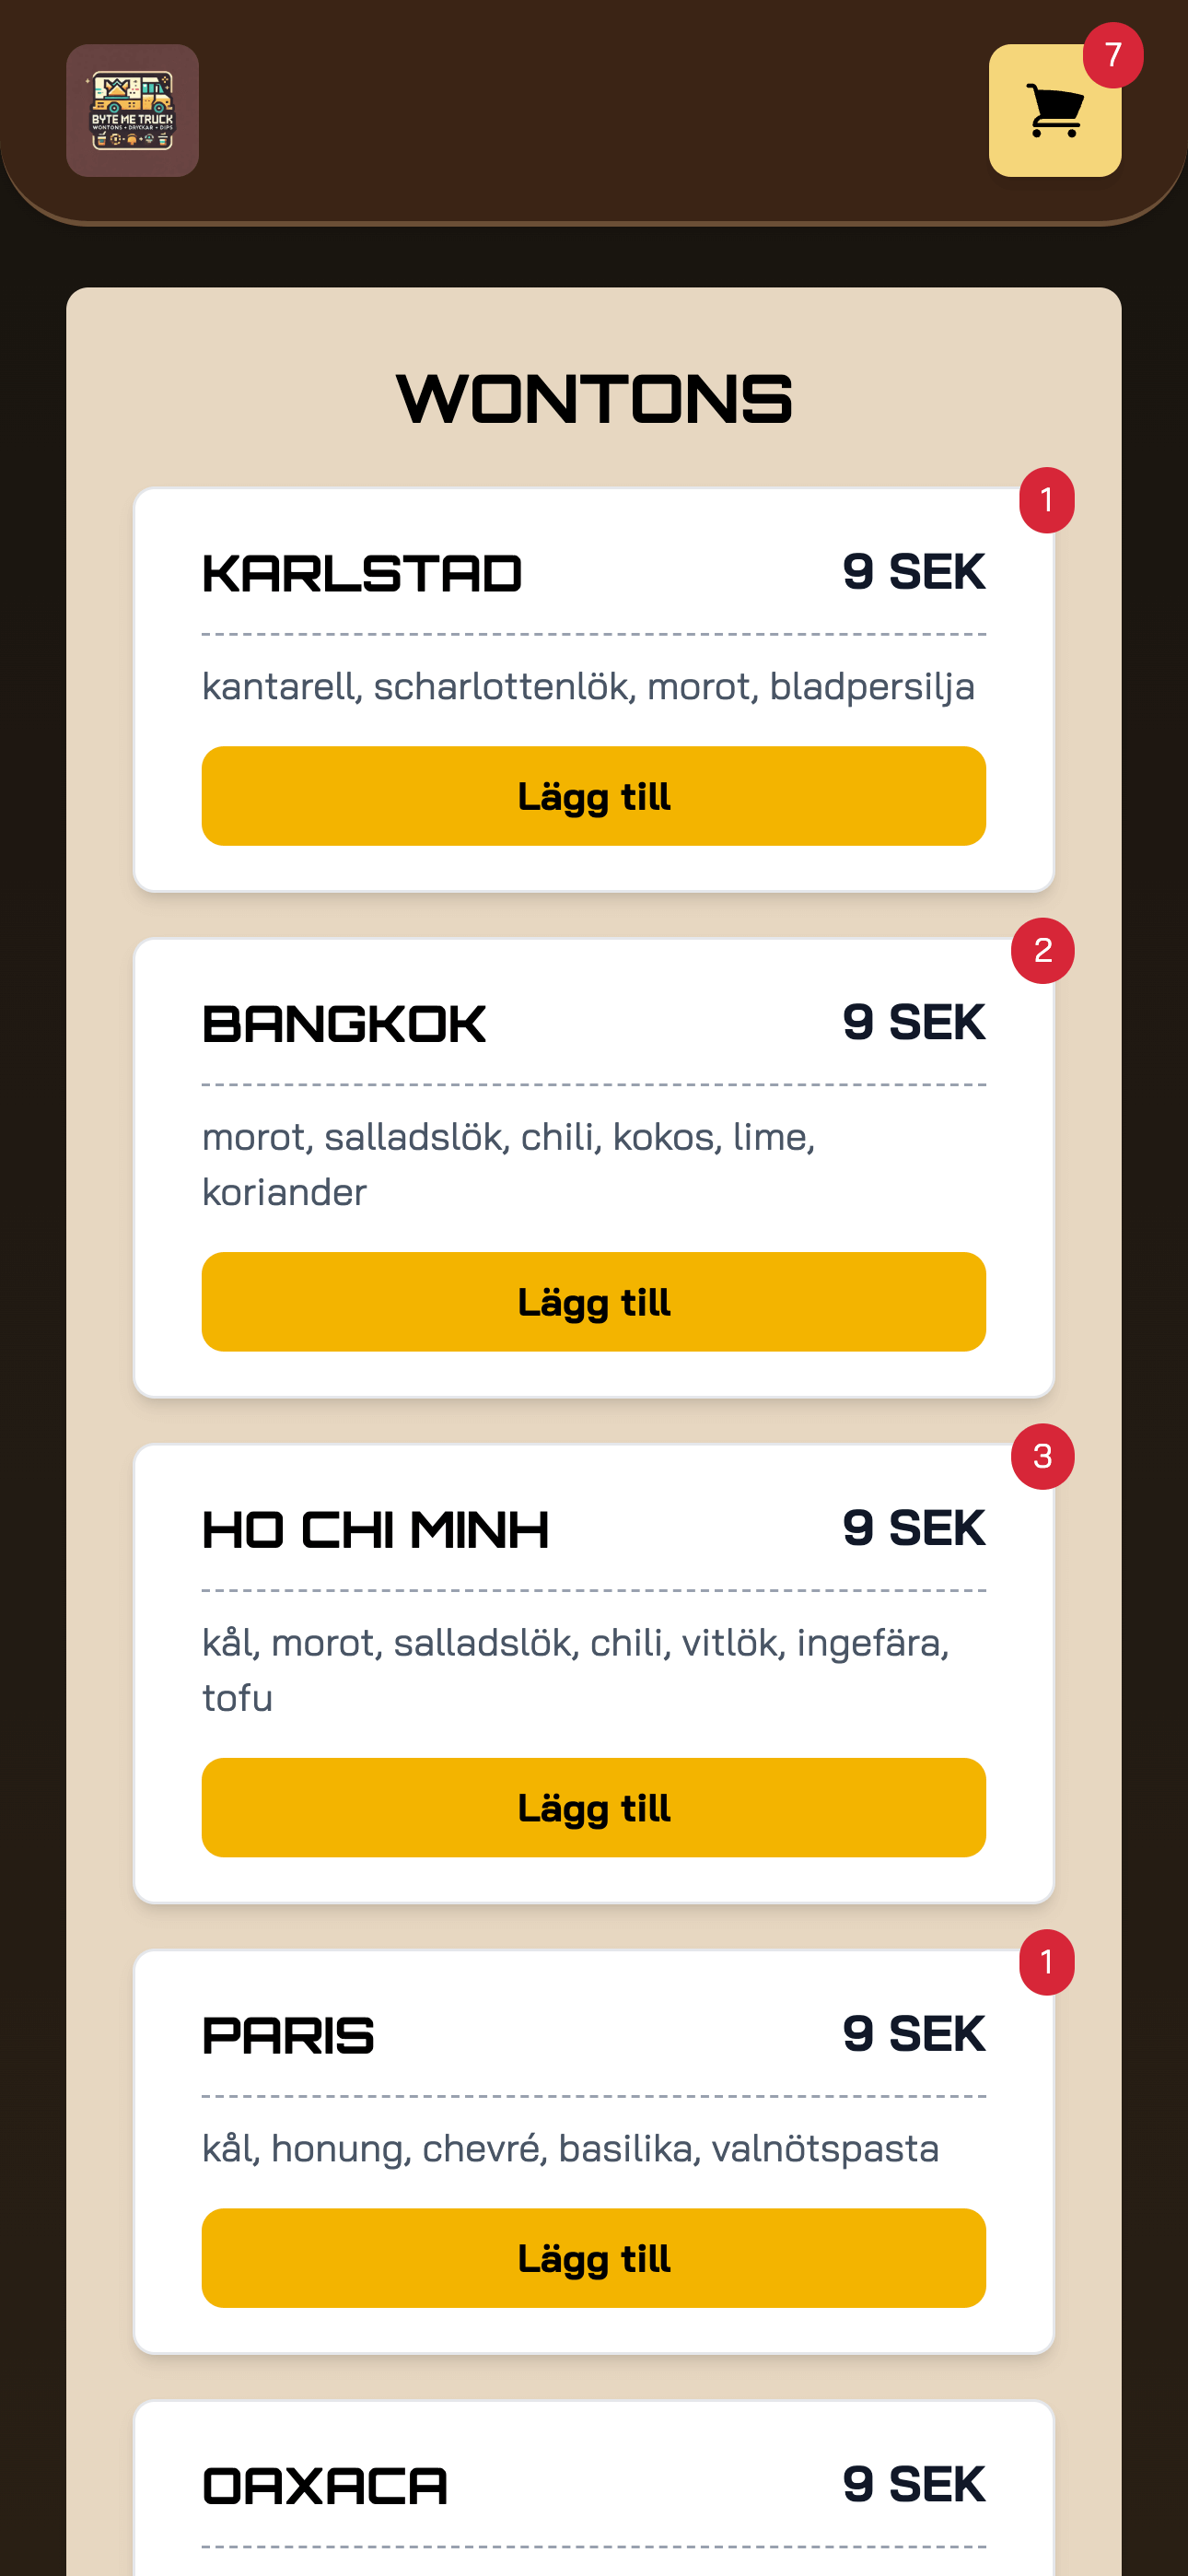 BYTE ME TRUCK
WONTONS • DRYCKAR • DIPS
7
WONTONS
1
KARLSTAD 9 SEK
kantarell, scharlottenlök, morot, bladpersilja
Lägg till
2
BANGKOK 9 SEK
morot, salladslök, chili, kokos, lime,
koriander
Lägg till
3
HO CHI MINH 9 SEK
kål, morot, salladslök, chili, vitlök, ingefära,
tofu
Lägg till
1
PARIS 9 SEK
kål, honung, chevré, basilika, valnötspasta
Lägg till
OAXACA 9 SEK